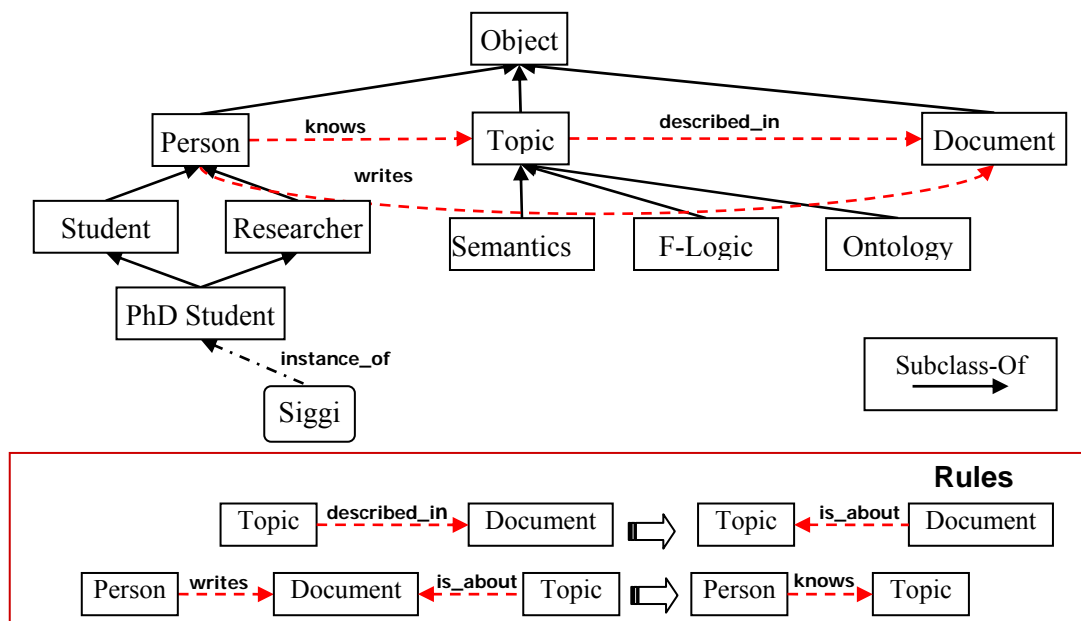 Object
Person
knows
Topic
described_in
Document
writes
Student
Researcher
Semantics
F-Logic
Ontology
PhD Student
instance_of
Siggi
Subclass-Of
Rules
Topic described_in Document Topic is_about Document
Person writes Document is_about Topic Person knows Topic